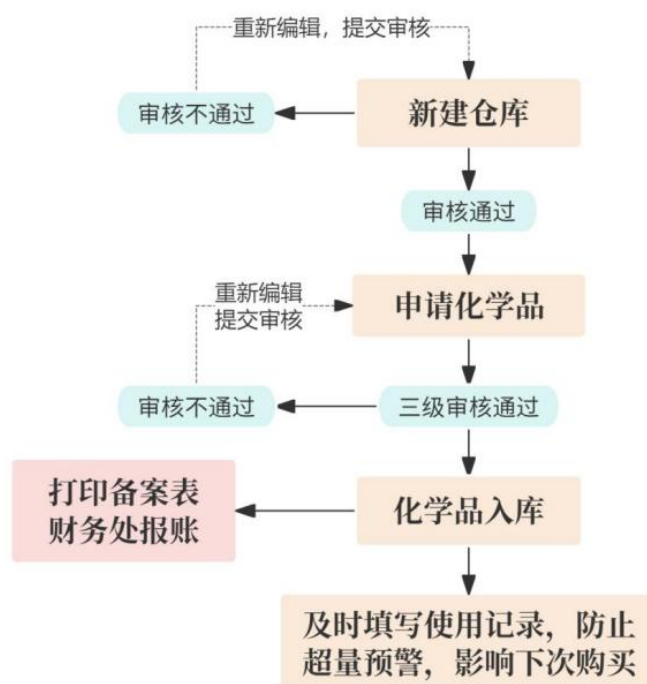 重新编辑，提交审核
审核不通过
新建仓库
审核通过
重新编辑
提交审核
申请化学品
审核不通过
三级审核通过
打印备案表
财务处报账
化学品入库
及时填写使用记录，防止
超量预警，影响下次购买